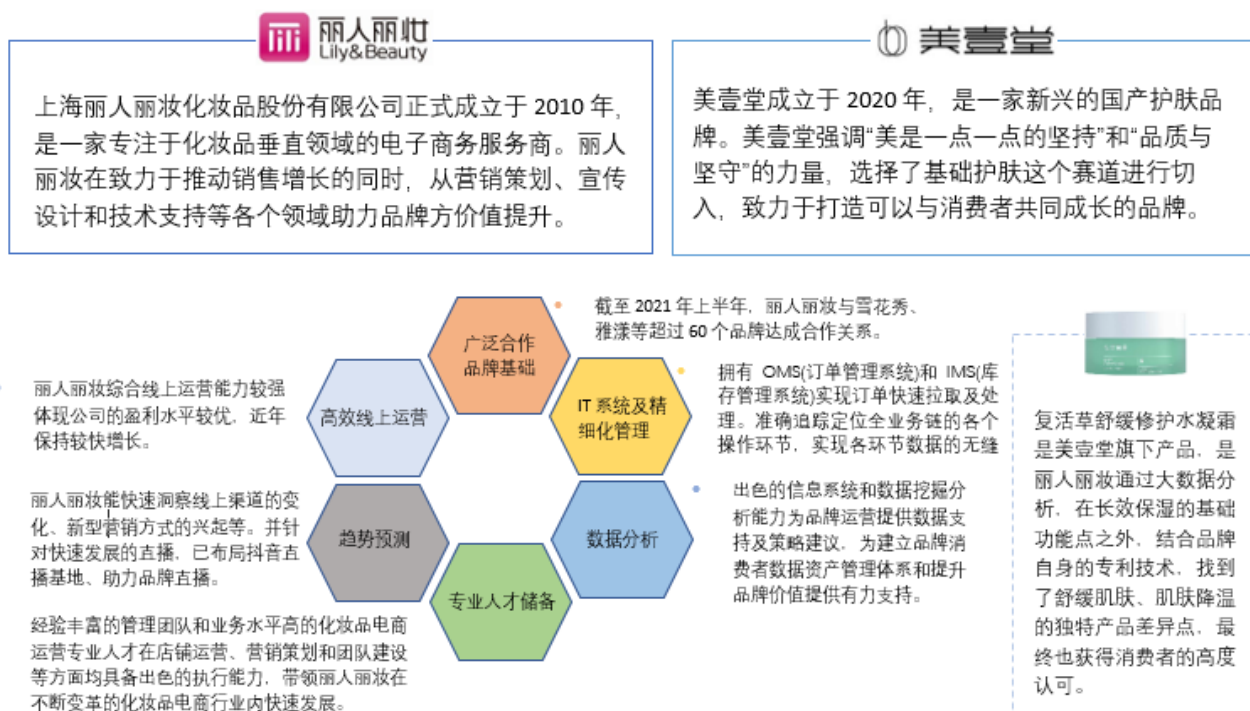 丽人丽妆
Lily&Beauty
上海丽人丽妆化妆品股份有限公司正式成立于 2010 年，
是一家专注于化妆品垂直领域的电子商务服务商。丽人
丽妆在致力于推动销售增长的同时，从营销策划、宣传
设计和技术支持等各个领域助力品牌方价值提升。
美壹堂
美壹堂成立于 2020 年，是一家新兴的国产护肤品
牌。美壹堂强调“美是一点一点的坚持”和“品质与
坚守”的力量，选择了基础护肤这个赛道进行切
入，致力于打造可以与消费者共同成长的品牌。
广泛合作
品牌基础
截至 2021 年上半年，丽人丽妆与雪花秀、
雅漾等超过 60 个品牌达成合作关系。
IT 系统及精
细化管理
拥有 OMS(订单管理系统)和 IMS(库
存管理系统)实现订单快速拉取及处
理。准确追踪定位全业务链的各个
操作环节，实现各环节数据的无缝
数据分析
出色的信息系统和数据挖掘分
析能力为品牌运营提供数据支
持及策略建议，为建立品牌消
费者数据资产管理体系和提升
品牌价值提供有力支持。
专业人才储备
经验丰富的管理团队和业务水平高的化妆品电商
运营专业人才在店铺运营、营销策划和团队建设
等方面均具备出色的执行能力，带领丽人丽妆在
不断变革的化妆品电商行业内快速发展。
趋势预测
丽人丽妆能快速洞察线上渠道的变
化、新型营销方式的兴起等。并针
对快速发展的直播，已布局抖音直
播基地、助力品牌直播。
高效线上运营
丽人丽妆综合线上运营能力较强
体现公司的盈利水平较优，近年
保持较快增长。
复活草舒缓修护水凝霜
是美壹堂旗下产品，是
丽人丽妆通过大数据分
析，在长效保湿的基础
功能点之外，结合品牌
自身的专利技术，找到
了舒缓肌肤、肌肤降温
的独特产品差异点，最
终也获得消费者的高度
认可。